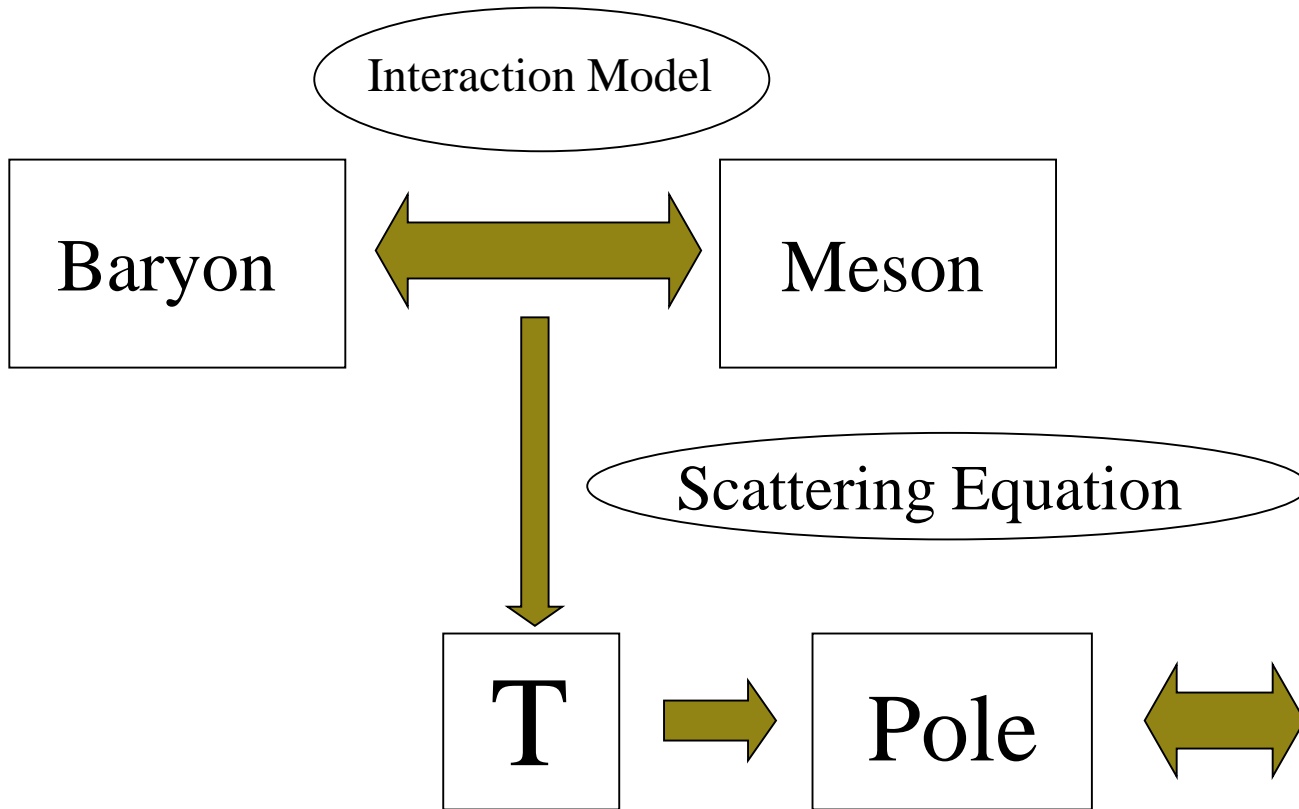 Interaction Model
Baryon
Meson
Scattering Equation
T
Pole